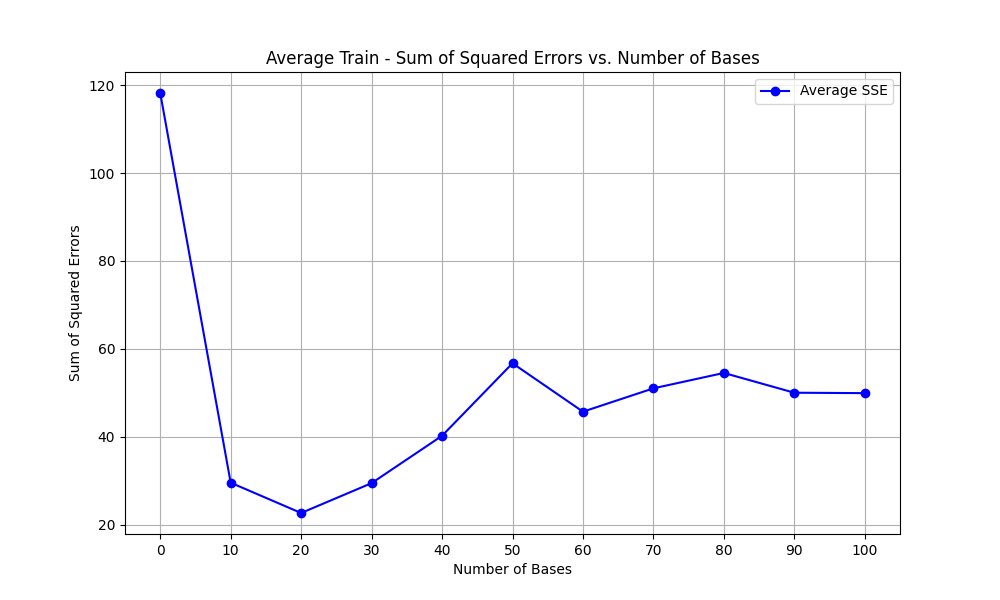 Average Train - Sum of Squared Errors vs. Number of Bases
Average SSE
120
100
80
60
40
20
Sum of Squared Errors
0 10 20 30 40 50 60 70 80 90 100
Number of Bases